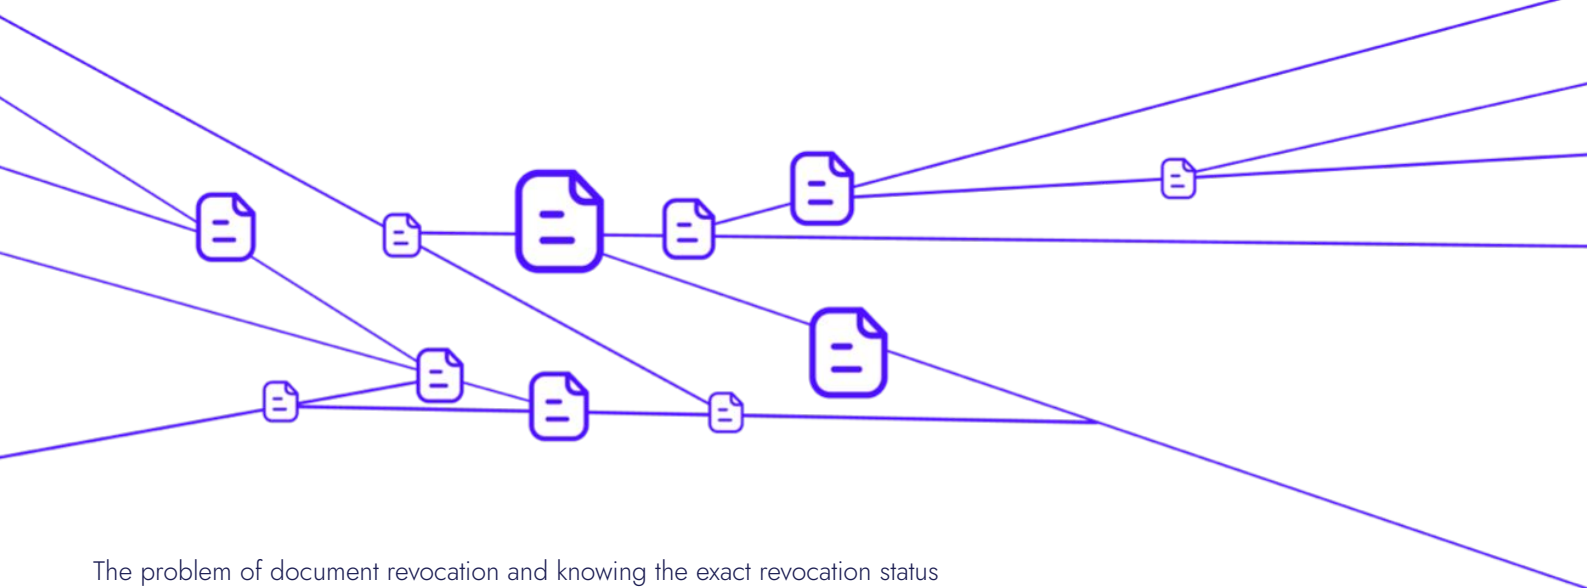 The problem of document revocation and knowing the exact revocation status